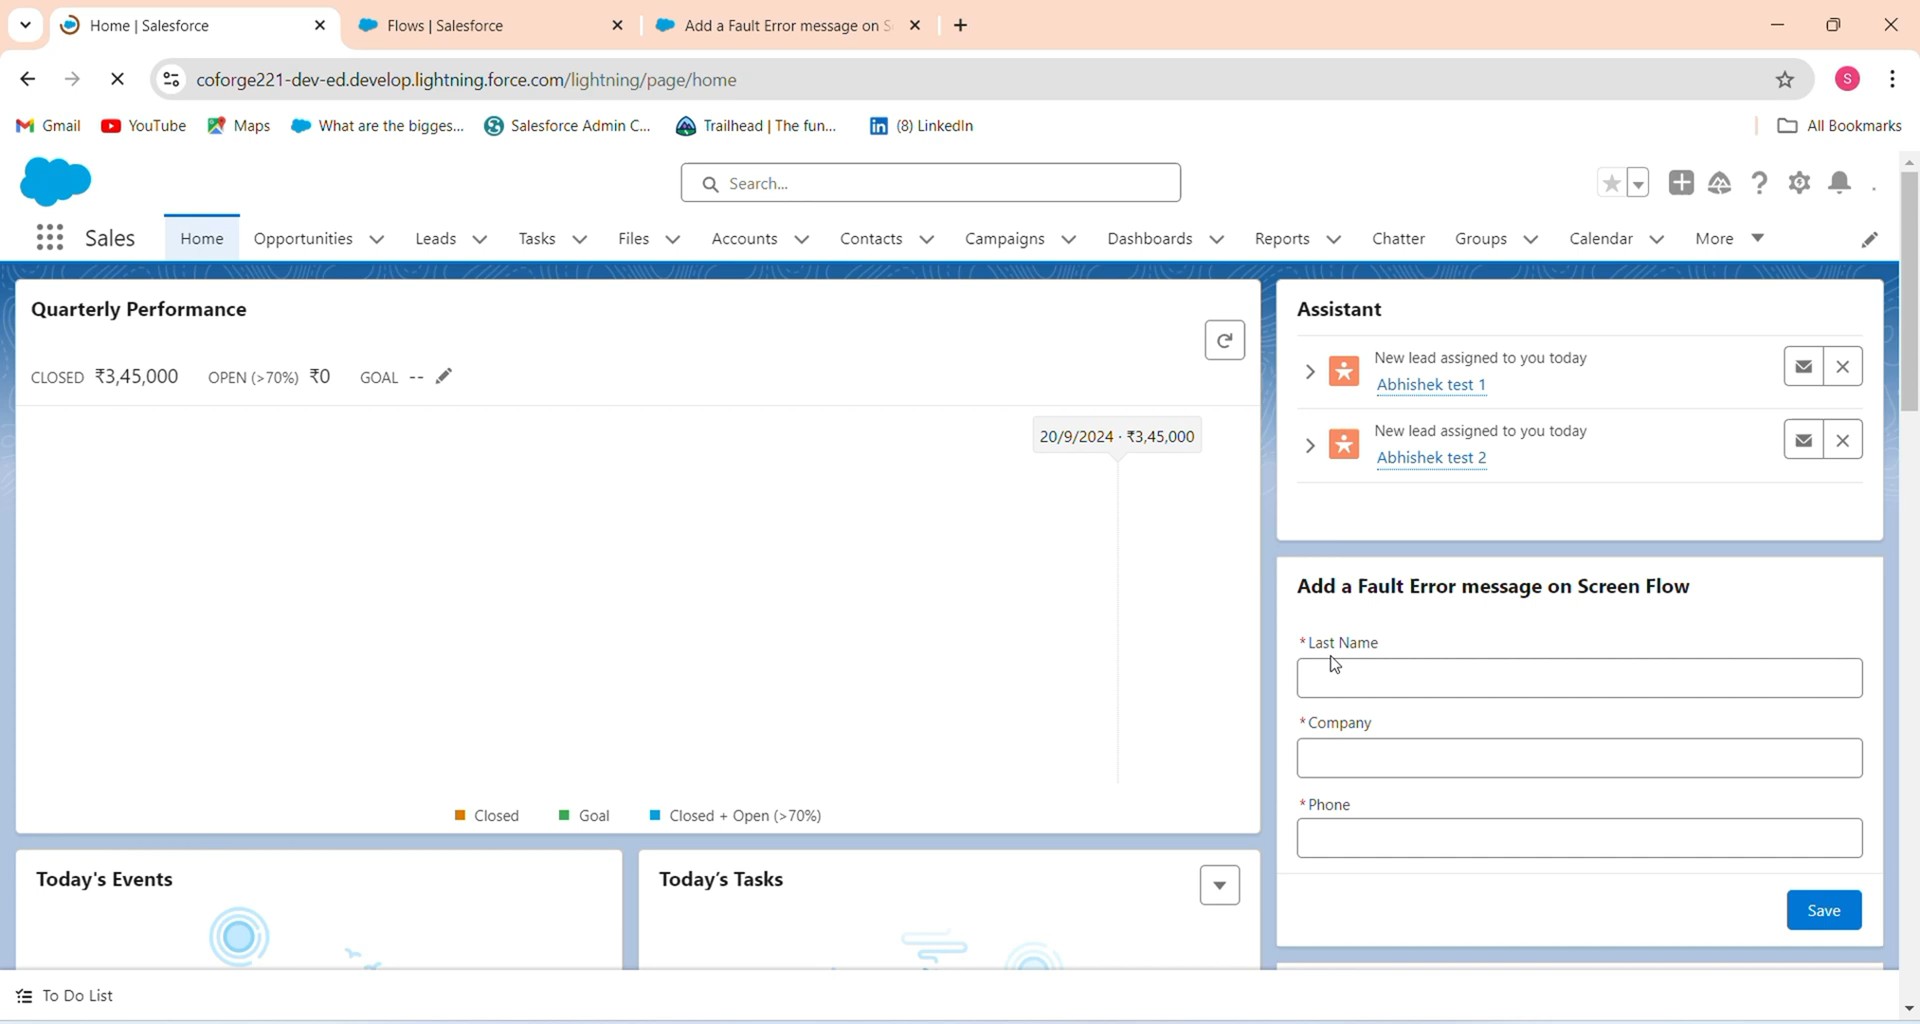 Home | Salesforce
Flows | Salesforce
Add a Fault Error message on S
coforge221-dev-ed.develop.lightning.force.com/lightning/page/home
S
Gmail
YouTube
Maps
What are the bigges...
Salesforce Admin C...
Trailhead | The fun...
(8) LinkedIn
All Bookmarks
Search...
Sales
Home
Opportunities
Leads
Tasks
Files
Accounts
Contacts
Campaigns
Dashboards
Reports
Chatter
Groups
Calendar
More
Quarterly Performance
CLOSED ₹3,45,000 OPEN (>70%) ₹0 GOAL --
20/9/2024 · ₹3,45,000
Closed
Goal
Closed + Open (>70%)
Today's Events
Today's Tasks
Assistant
New lead assigned to you today
Abhishek test 1
New lead assigned to you today
Abhishek test 2
Add a Fault Error message on Screen Flow
* Last Name
* Company
* Phone
Save
To Do List